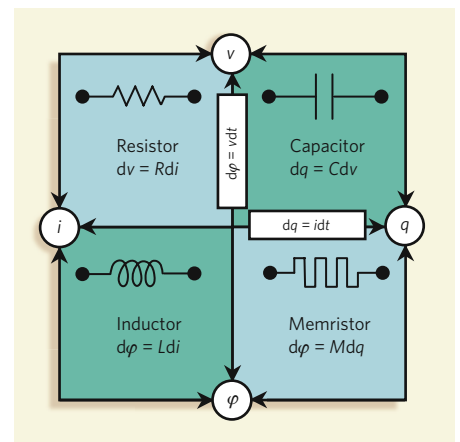 v
Resistor
dv = Rdi
dφ = vdt
Capacitor
dq = Cdv
i
dq = idt
q
Inductor
dφ = Ldi
Memristor
dφ = Mdq
φ